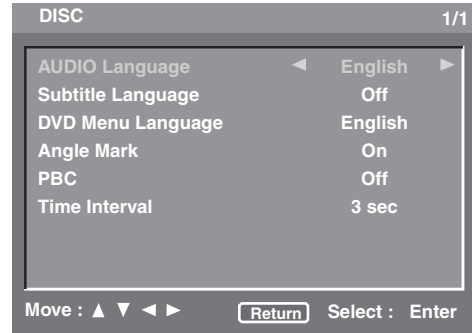 DISC 1/1
AUDIO Language ◀ English ▶
Subtitle Language Off
DVD Menu Language English
Angle Mark On
PBC Off
Time Interval 3 sec
Move : ▲ ▼ ◀ ▶ Return Select : Enter